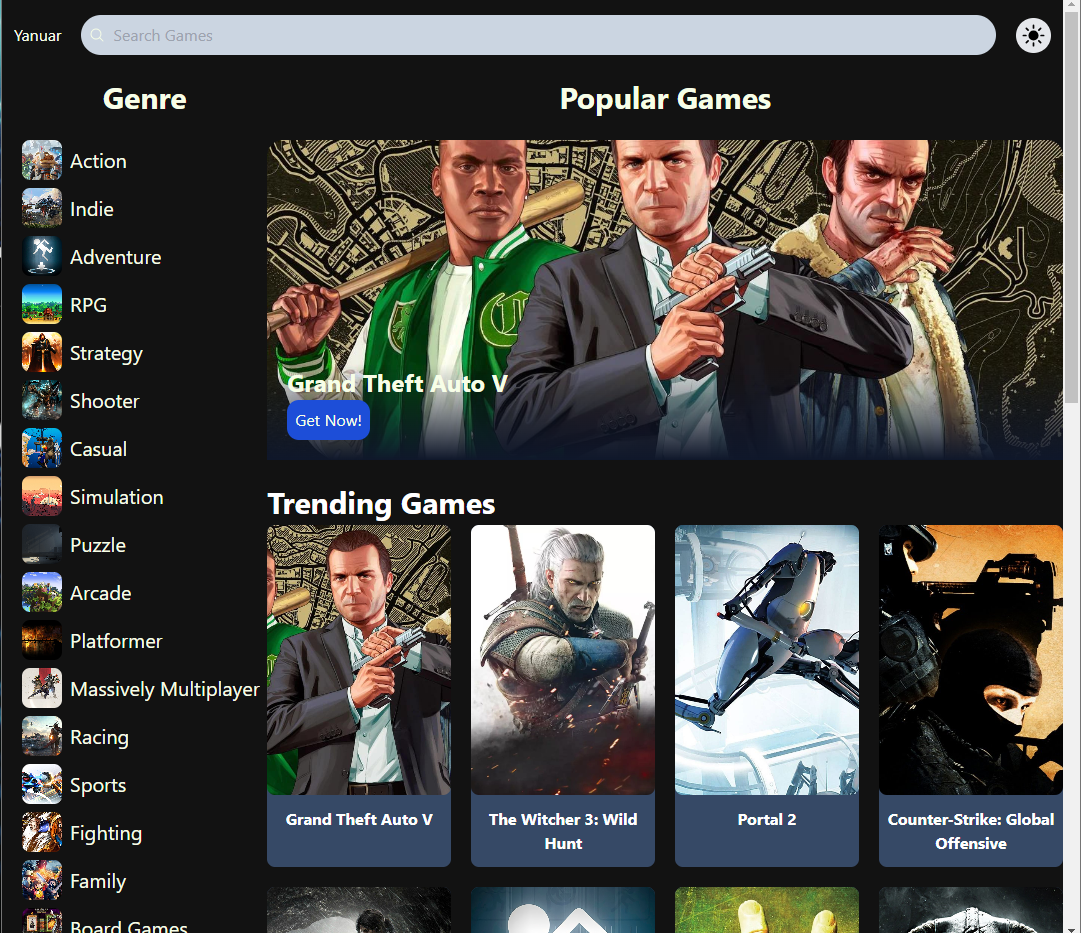 Yanuar
Search Games
Genre
Popular Games
Action
Indie
Adventure
RPG
Strategy
Shooter
Casual
Simulation
Puzzle
Arcade
Platformer
Massively Multiplayer
Racing
Sports
Fighting
Family
Board Games
Grand Theft Auto V
Get Now!
Trending Games
Grand Theft Auto V
The Witcher 3: Wild
Hunt
Portal 2
Counter-Strike: Global
Offensive